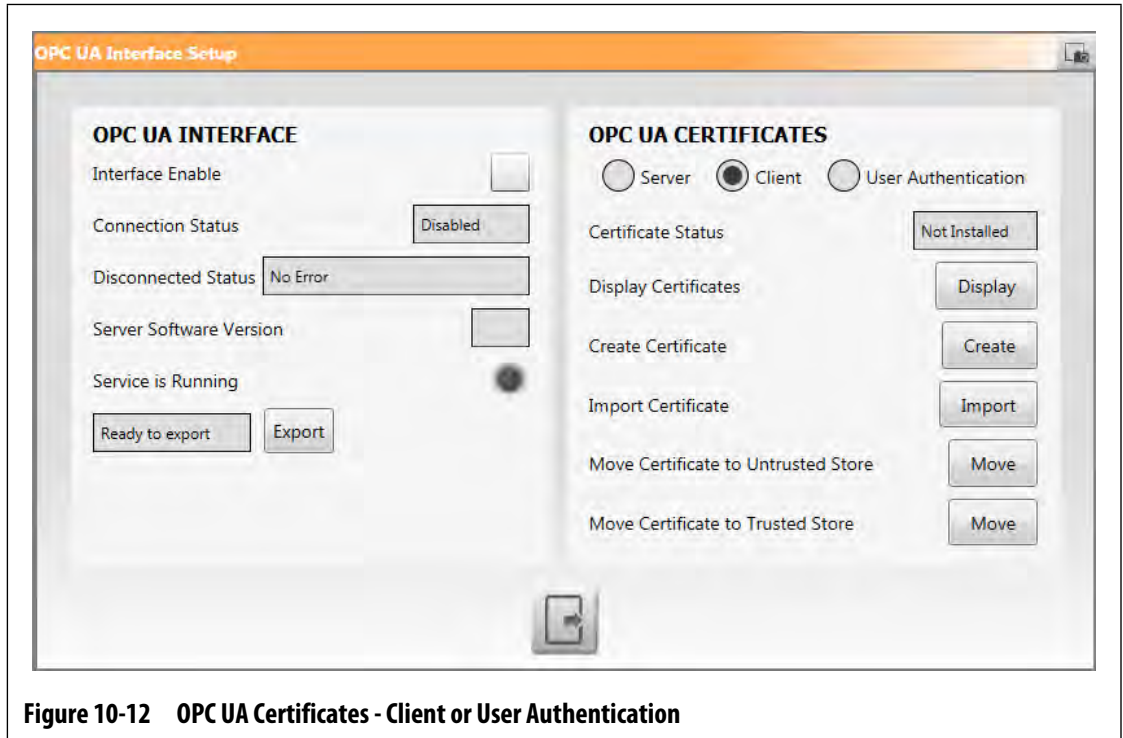 OPC UA Interface Setup
OPC UA INTERFACE
Interface Enable
Connection Status Disabled
Disconnected Status No Error
Server Software Version
Service is Running
Ready to export Export
OPC UA CERTIFICATES
Server Client User Authentication
Certificate Status Not Installed
Display Certificates Display
Create Certificate Create
Import Certificate Import
Move Certificate to Untrusted Store Move
Move Certificate to Trusted Store Move
Figure 10-12 OPC UA Certificates - Client or User Authentication